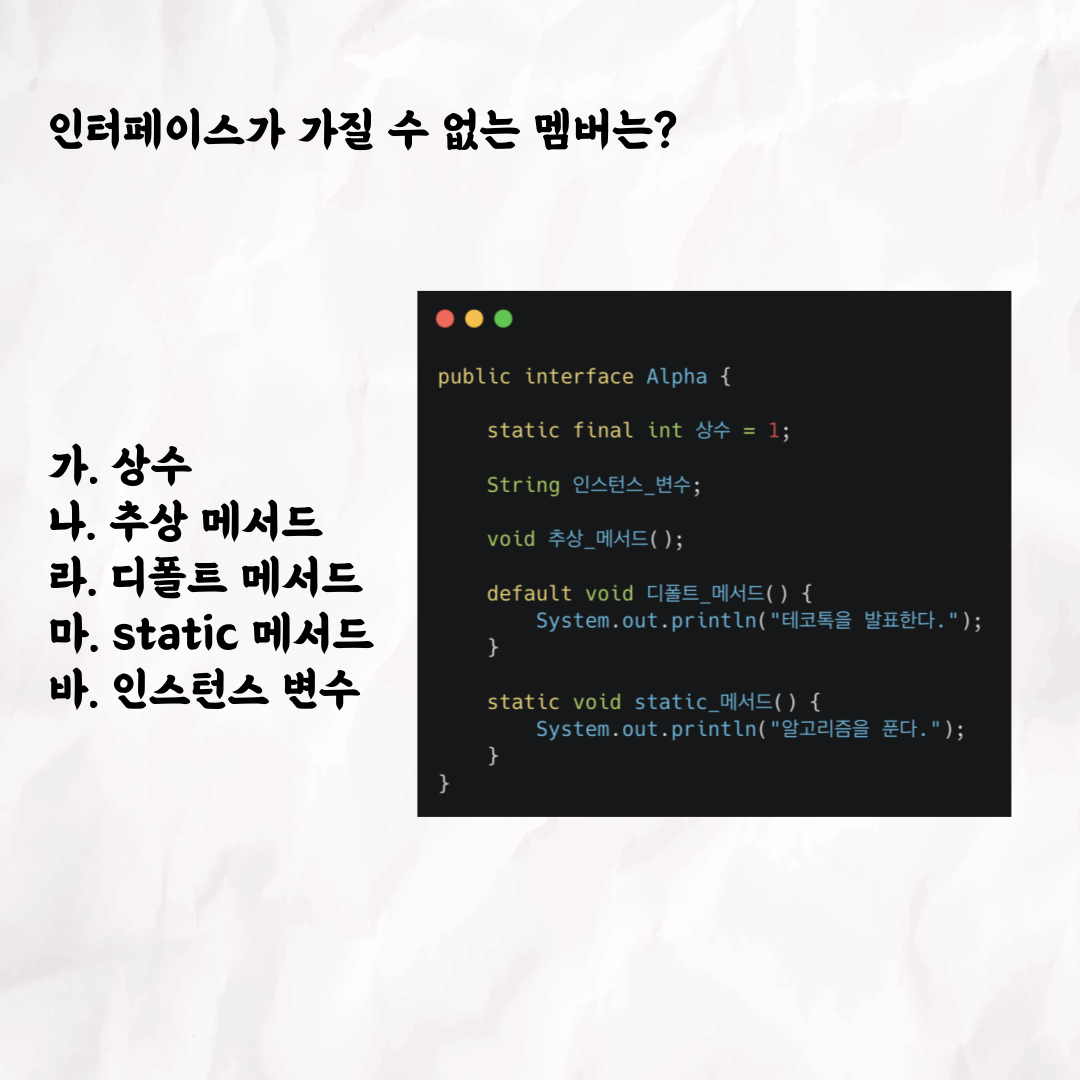 인터페이스가 가질 수 없는 멤버는?
가. 상수
나. 추상 메서드
라. 디폴트 메서드
마. static 메서드
바. 인스턴스 변수
public interface Alpha {
static final int 상수 = 1;
String 인스턴스_변수;
void 추상_메서드();
default void 디폴트_메서드() {
System.out.println("테코톡을 발표한다.");
}
static void static_메서드() {
System.out.println("알고리즘을 푼다.");
}
}